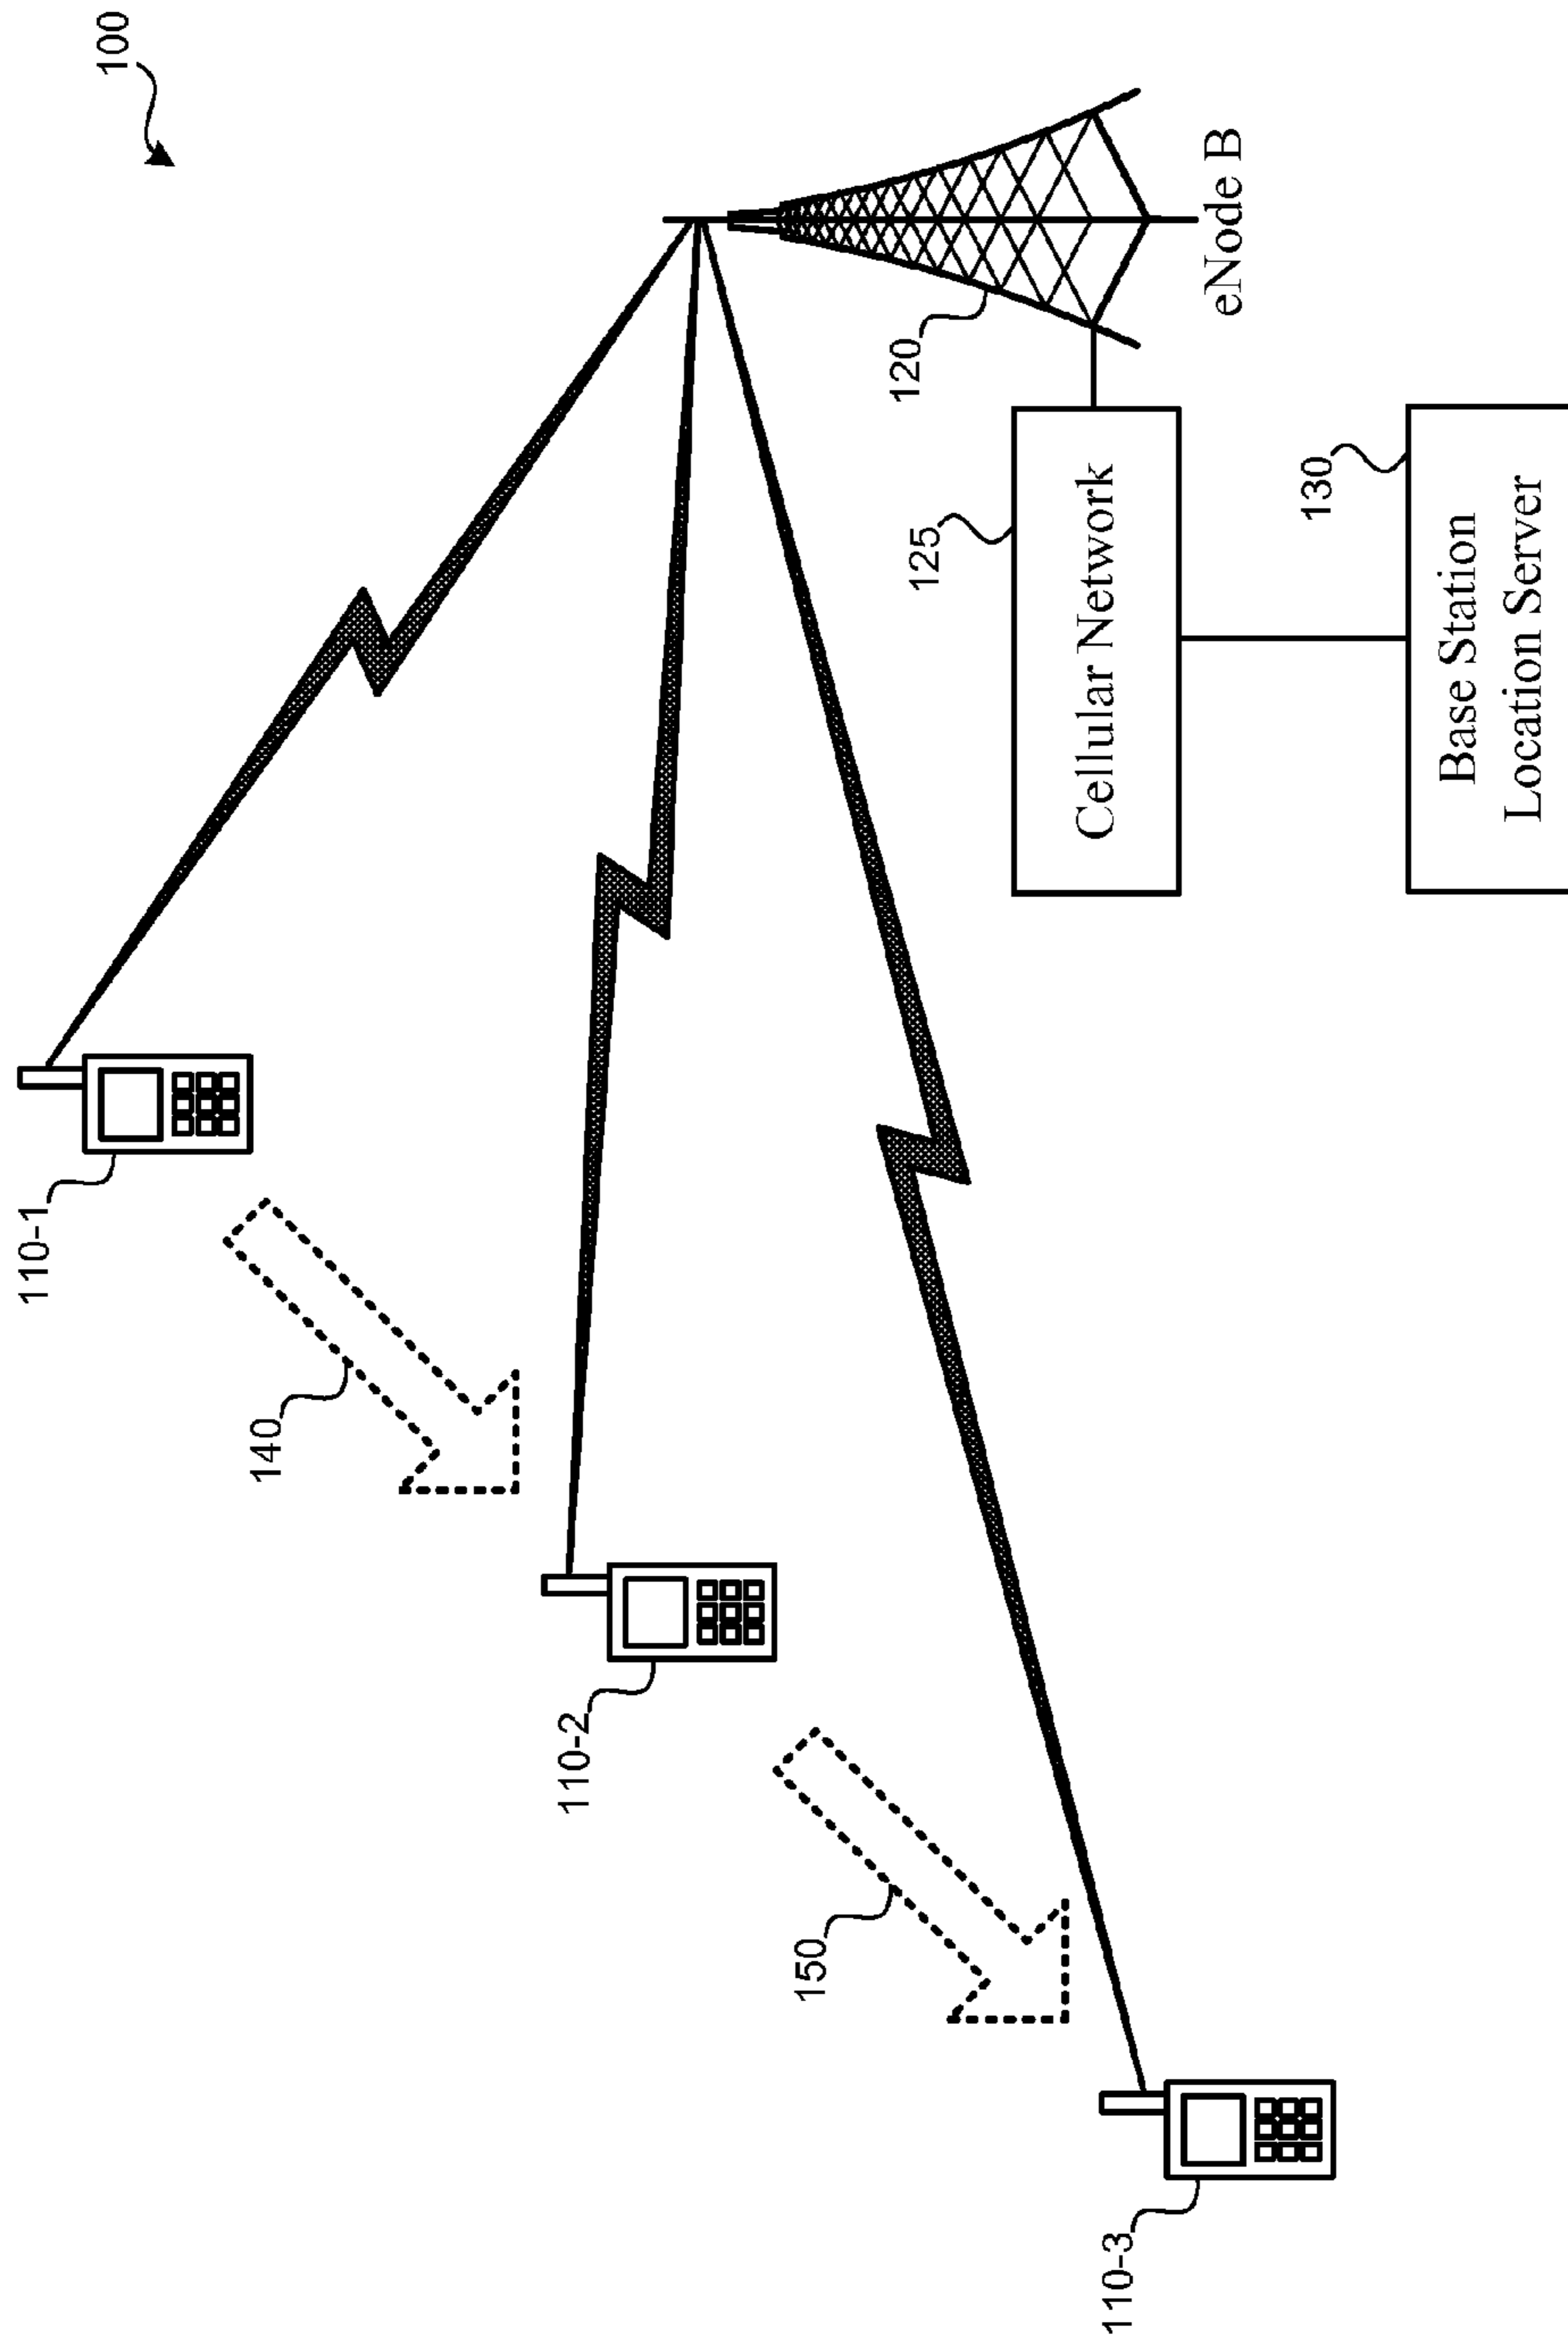 100
110-1
140
110-2
150
110-3
120
eNode B
125
Cellular Network
130
Base Station
Location Server